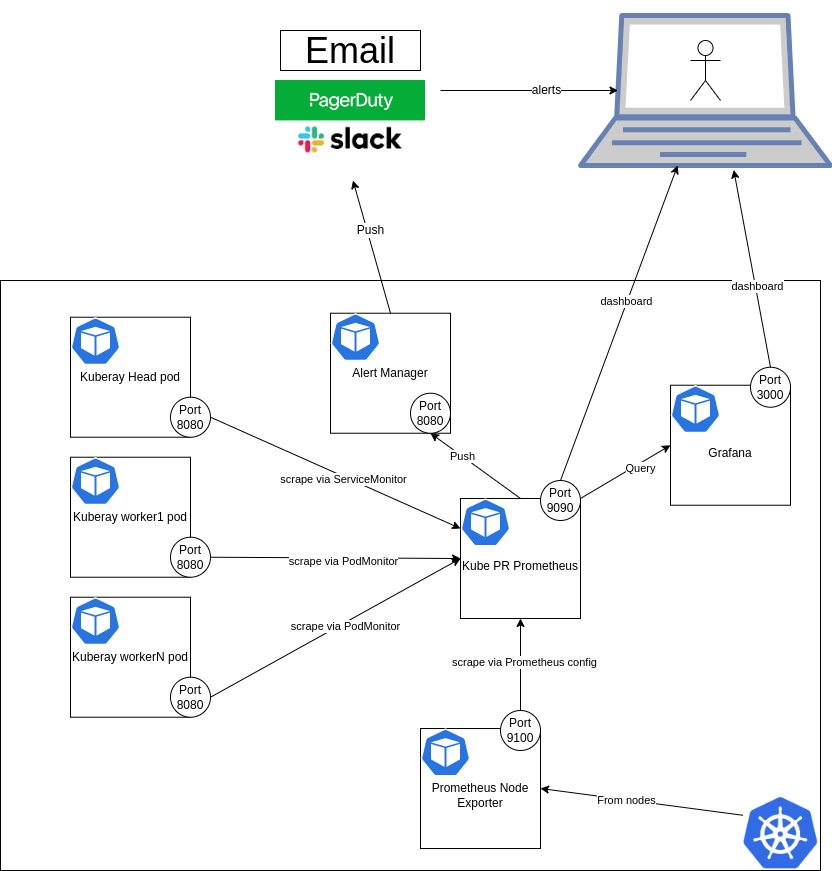 Email
PagerDuty
slack
alerts
Push
dashboard
dashboard
Kuberay Head pod
Port
8080
Alert Manager
Port
8080
Port
3000
Grafana
Push
Query
scrape via ServiceMonitor
Port
9090
Kuberay worker1 pod
Port
8080
scrape via PodMonitor
Kube PR Prometheus
Kuberay workerN pod
Port
8080
scrape via PodMonitor
scrape via Prometheus config
Port
9100
Prometheus Node
Exporter
From nodes